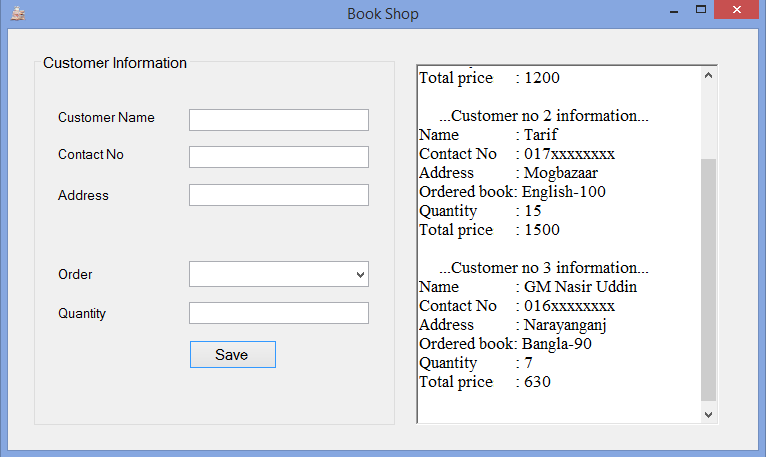 Book Shop
Customer Information
Customer Name
Contact No
Address
Order
Quantity
Save
Total price : 1200
...Customer no 2 information...
Name : Tarif
Contact No : 017xxxxxxxx
Address : Mogbazaar
Ordered book: English-100
Quantity : 15
Total price : 1500
...Customer no 3 information...
Name : GM Nasir Uddin
Contact No : 016xxxxxxxx
Address : Narayanganj
Ordered book: Bangla-90
Quantity : 7
Total price : 630